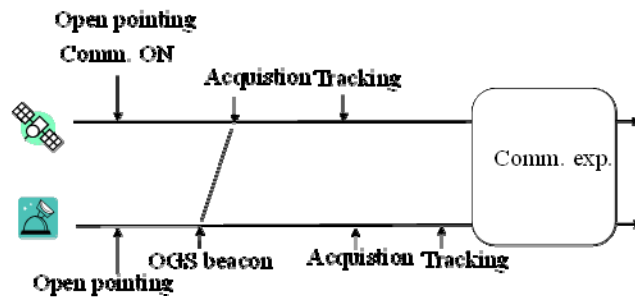 Open pointing
Comm. ON
Acquistion Tracking
Comm. exp.
OGS beacon
Acquistion Tracking
Open pointing